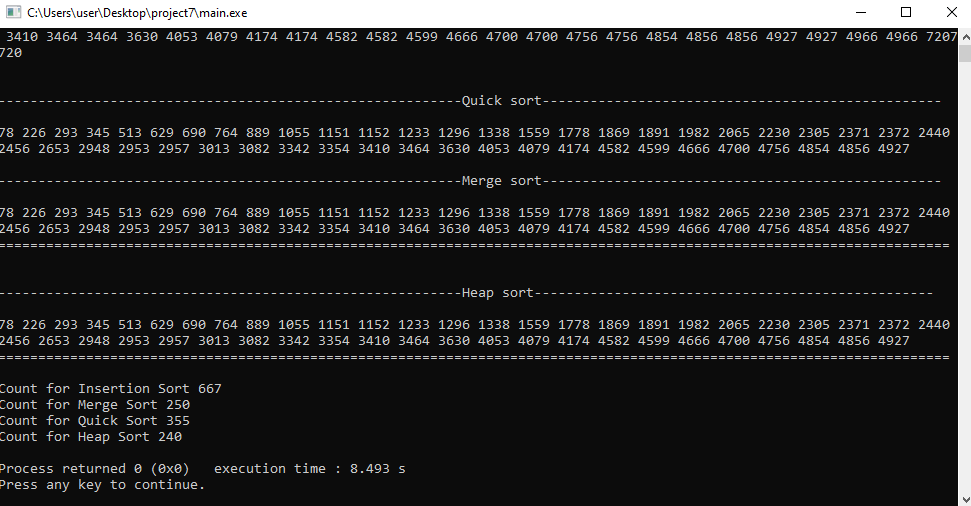 C:\Users\user\Desktop\project7\main.exe
3410 3464 3464 3630 4053 4079 4174 4174 4582 4582 4599 4666 4700 4700 4756 4756 4854 4856 4856 4927 4927 4966 4966 7207
720
----------------------------------------------------------Quick sort--------------------------------------------------
78 226 293 345 513 629 690 764 889 1055 1151 1152 1233 1296 1338 1559 1778 1869 1891 1982 2065 2230 2305 2371 2372 2440
2456 2653 2948 2953 2957 3013 3082 3342 3354 3410 3464 3630 4053 4079 4174 4582 4599 4666 4700 4756 4854 4856 4927
----------------------------------------------------------Merge sort--------------------------------------------------
78 226 293 345 513 629 690 764 889 1055 1151 1152 1233 1296 1338 1559 1778 1869 1891 1982 2065 2230 2305 2371 2372 2440
2456 2653 2948 2953 2957 3013 3082 3342 3354 3410 3464 3630 4053 4079 4174 4582 4599 4666 4700 4756 4854 4856 4927
=======================================================================================================================
----------------------------------------------------------Heap sort--------------------------------------------------
78 226 293 345 513 629 690 764 889 1055 1151 1152 1233 1296 1338 1559 1778 1869 1891 1982 2065 2230 2305 2371 2372 2440
2456 2653 2948 2953 2957 3013 3082 3342 3354 3410 3464 3630 4053 4079 4174 4582 4599 4666 4700 4756 4854 4856 4927
=======================================================================================================================
Count for Insertion Sort 667
Count for Merge Sort 250
Count for Quick Sort 355
Count for Heap Sort 240
Process returned 0 (0x0)   execution time : 8.493 s
Press any key to continue.